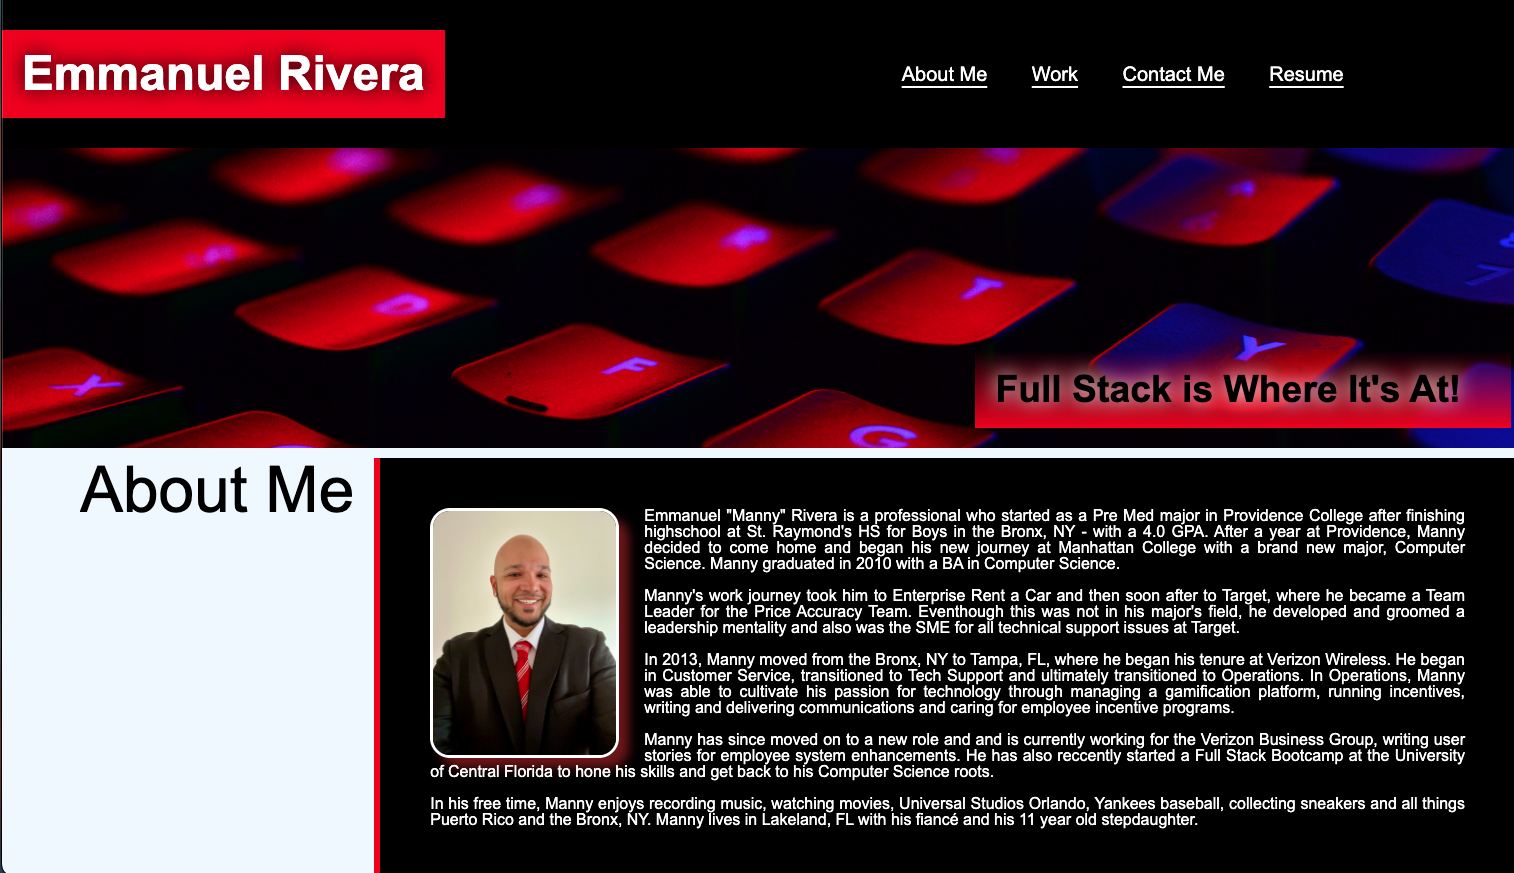 Emmanuel Rivera
About Me Work Contact Me Resume
X
D
F
T
Y
G
Full Stack is Where It's At!
About Me
Emmanuel "Manny" Rivera is a professional who started as a Pre Med major in Providence College after finishing
highschool at St. Raymond's HS for Boys in the Bronx, NY - with a 4.0 GPA. After a year at Providence, Manny
decided to come home and began his new journey at Manhattan College with a brand new major, Computer
Science. Manny graduated in 2010 with a BA in Computer Science.
Manny's work journey took him to Enterprise Rent a Car and then soon after to Target, where he became a Team
Leader for the Price Accuracy Team. Eventhough this was not in his major's field, he developed and groomed a
leadership mentality and also was the SME for all technical support issues at Target.
In 2013, Manny moved from the Bronx, NY to Tampa, FL, where he began his tenure at Verizon Wireless. He began
in Customer Service, transitioned to Tech Support and ultimately transitioned to Operations. In Operations, Manny
was able to cultivate his passion for technology through managing a gamification platform, running incentives,
writing and delivering communications and caring for employee incentive programs.
Manny has since moved on to a new role and and is currently working for the Verizon Business Group, writing user
stories for employee system enhancements. He has also reccently started a Full Stack Bootcamp at the University
of Central Florida to hone his skills and get back to his Computer Science roots.
In his free time, Manny enjoys recording music, watching movies, Universal Studios Orlando, Yankees baseball, collecting sneakers and all things
Puerto Rico and the Bronx, NY. Manny lives in Lakeland, FL with his fiancé and his 11 year old stepdaughter.